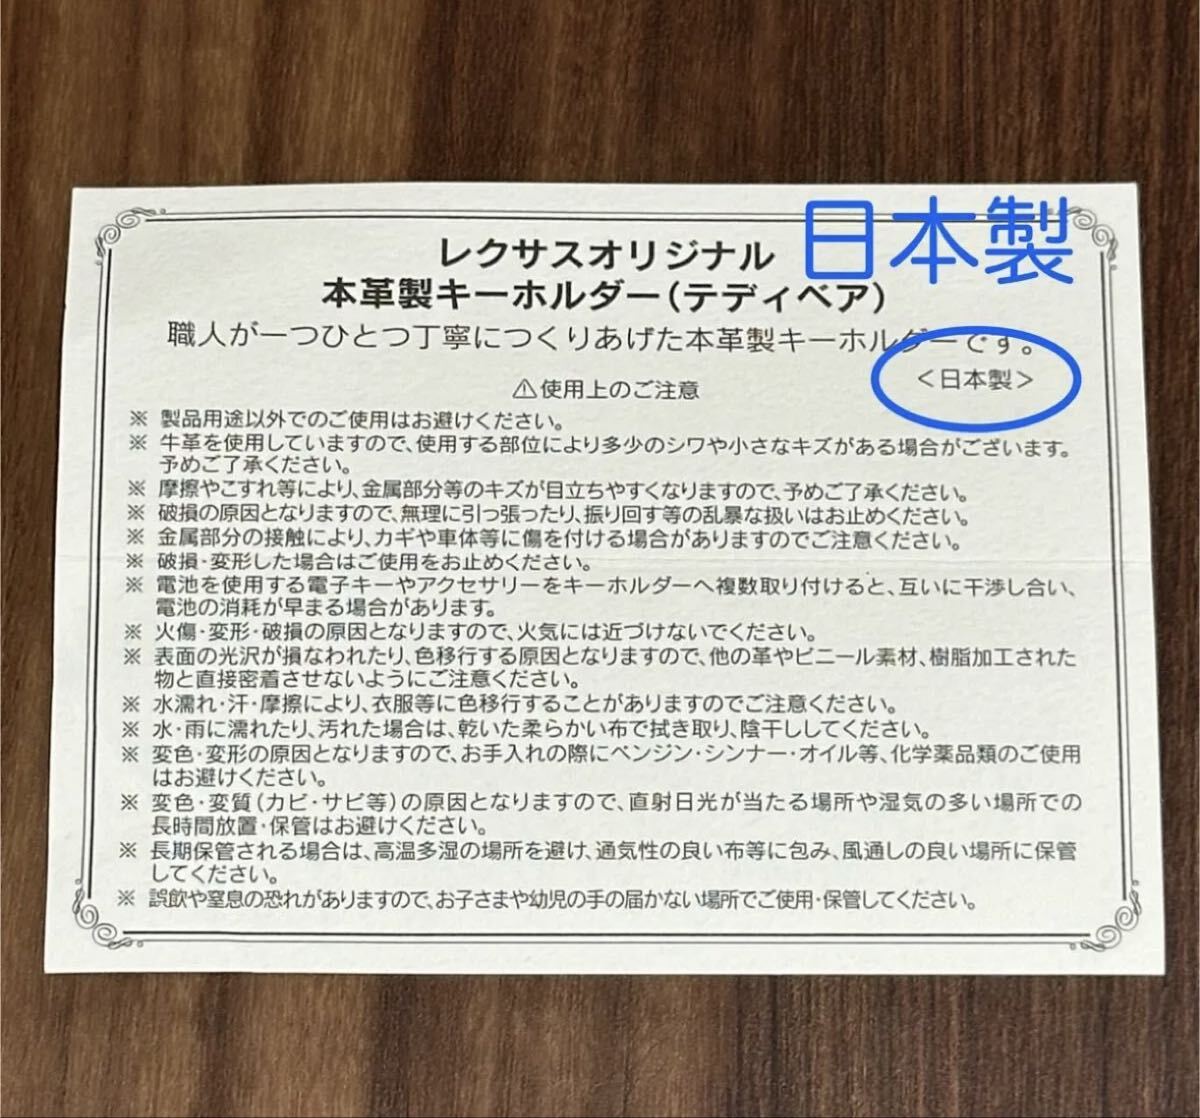 日本製
レクサスオリジナル
本革製キーホルダー(テディベア)
職人が一つひとつ丁寧につくりあげた本革製キーホルダーです。
<日本製>
⚠使用上のご注意
※ 製品用途以外でのご使用はお避けください。
※ 牛革を使用していますので、使用する部位により多少のシワや小さなキズがある場合がございます。
予めご了承ください。
※ 摩擦やこすれ等により、金属部分等のキズが目立ちやすくなりますので、予めご了承ください。
※ 破損の原因となりますので、無理に引っ張ったり、振り回す等の乱暴な扱いはお止めください。
※ 金属部分の接触により、カギや車体等に傷を付ける場合がありますのでご注意ください。
※ 破損・変形した場合はご使用をお止めください。
※ 電池を使用する電子キーやアクセサリーをキーホルダーへ複数取り付けると、互いに干渉し合い、
電池の消耗が早まる場合があります。
※ 火傷・変形・破損の原因となりますので、火気には近づけないでください。
※ 表面の光沢が損なわれたり、色移行する原因となりますので、他の革やビニール素材、樹脂加工された
物と直接密着させないようにご注意ください。
※ 水濡れ・汗・摩擦により、衣服等に色移行することがありますのでご注意ください。
※ 水・雨に濡れたり、汚れた場合は、乾いた柔らかい布で拭き取り、陰干ししてください。
※ 変色・変形の原因となりますので、お手入れの際にベンジン・シンナー・オイル等、化学薬品類のご使用
はお避けください。
※ 変色・変質(カビ・サビ等)の原因となりますので、直射日光が当たる場所や湿気の多い場所での
長時間放置・保管はお避けください。
※ 長期保管される場合は、高温多湿の場所を避け、通気性の良い布等に包み、風通しの良い場所に保管
してください。
※ 誤飲や窒息の恐れがありますので、お子さまや幼児の手の届かない場所でご使用・保管してください。